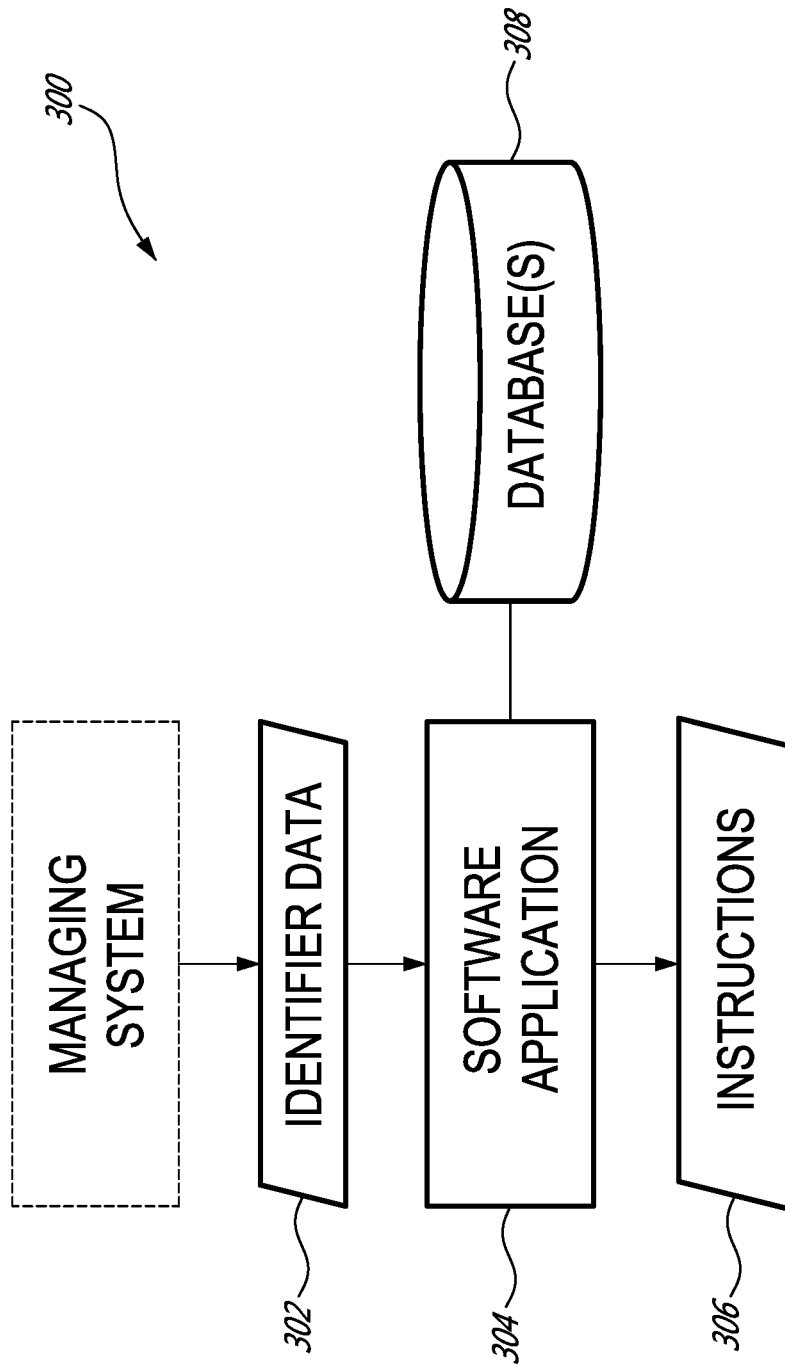 300
MANAGING
SYSTEM
302
IDENTIFIER DATA
304
SOFTWARE
APPLICATION
308
DATABASE(S)
306
INSTRUCTIONS